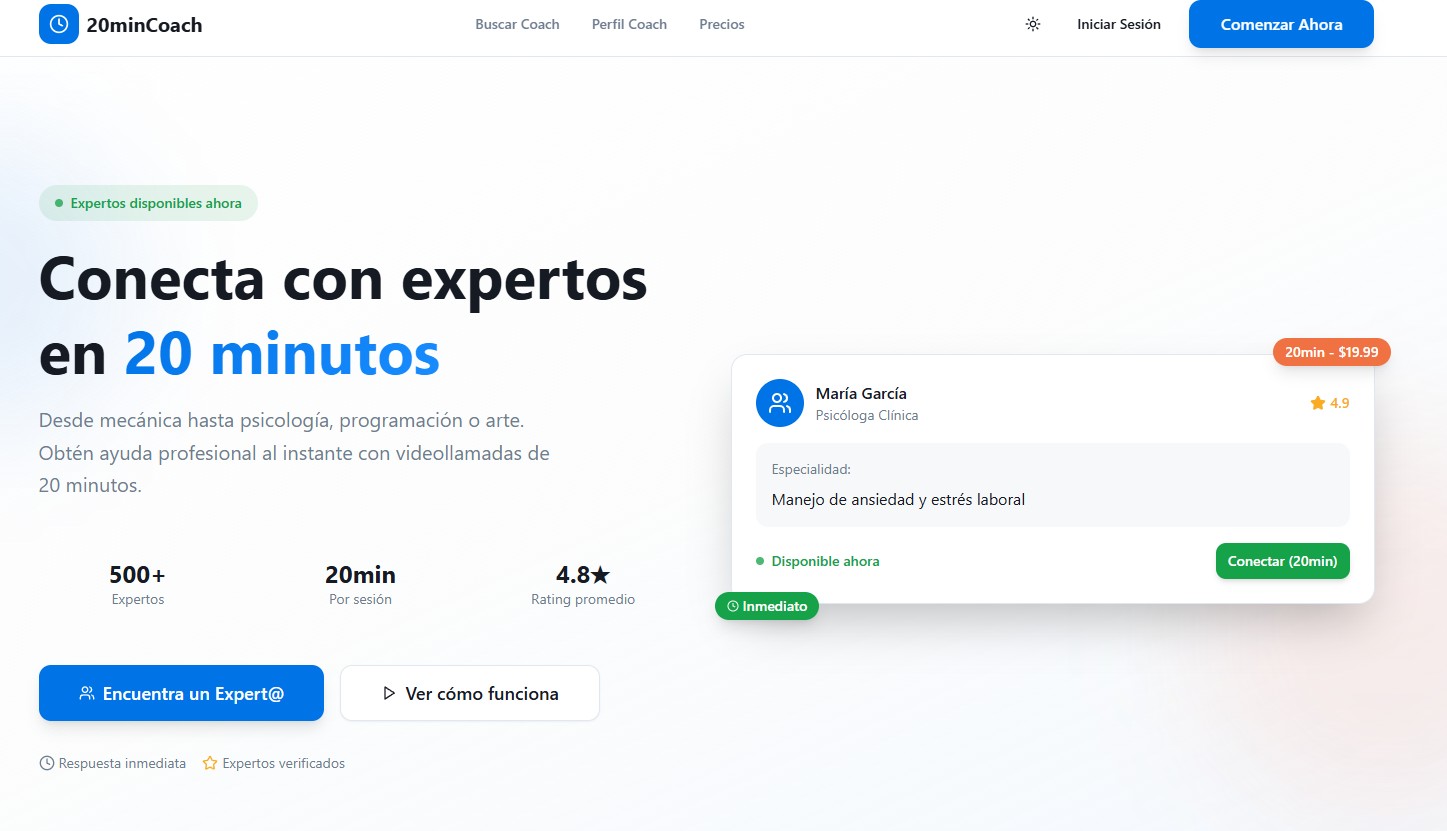 20minCoach
Buscar Coach
Perfil Coach
Precios
Iniciar Sesión
Comenzar Ahora
Expertos disponibles ahora
Conecta con expertos
en 20 minutos
Desde mecánica hasta psicología, programación o arte.
Obtén ayuda profesional al instante con videollamadas de
20 minutos.
500+
Expertos
20min
Por sesión
4.8★
Rating promedio
Encuentra un Expert@
Ver cómo funciona
Respuesta inmediata
Expertos verificados
20min - $19.99
María García
Psicóloga Clínica
4.9
Especialidad:
Manejo de ansiedad y estrés laboral
Disponible ahora
Conectar (20min)
Inmediato